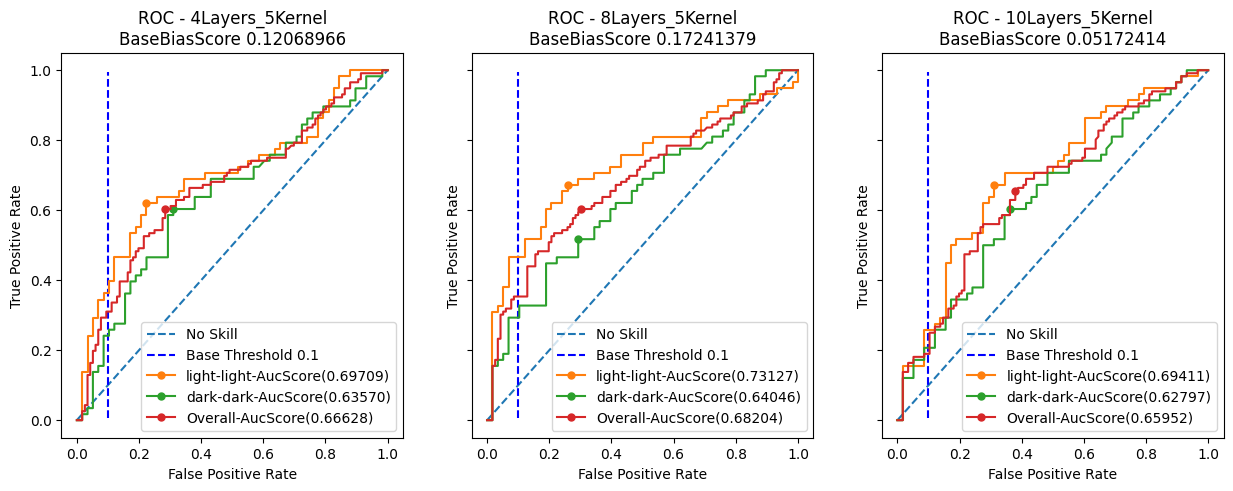 ROC - 4Layers_5Kernel
BaseBiasScore 0.12068966
True Positive Rate
1.0
0.8
0.6
0.4
0.2
0.0
No Skill
Base Threshold 0.1
light-light-AucScore(0.69709)
dark-dark-AucScore(0.63570)
Overall-AucScore(0.66628)
0.0 0.2 0.4 0.6 0.8 1.0
False Positive Rate
ROC - 8Layers_5Kernel
BaseBiasScore 0.17241379
True Positive Rate
No Skill
Base Threshold 0.1
light-light-AucScore(0.73127)
dark-dark-AucScore(0.64046)
Overall-AucScore(0.68204)
0.0 0.2 0.4 0.6 0.8 1.0
False Positive Rate
ROC - 10Layers_5Kernel
BaseBiasScore 0.05172414
True Positive Rate
No Skill
Base Threshold 0.1
light-light-AucScore(0.69411)
dark-dark-AucScore(0.62797)
Overall-AucScore(0.65952)
0.0 0.2 0.4 0.6 0.8 1.0
False Positive Rate